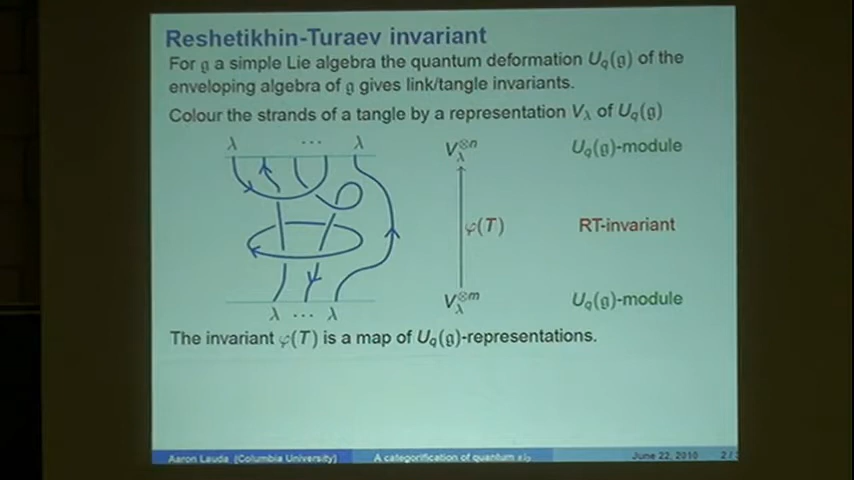 Reshetikhin-Turaev invariant
For 𝔤 a simple Lie algebra the quantum deformation U_q(𝔤) of the
enveloping algebra of 𝔤 gives link/tangle invariants.
Colour the strands of a tangle by a representation V_λ of U_q(𝔤)
λ ⋯ λ V_λ^{⊗n} U_q(𝔤)-module
φ(T) RT-invariant
V_λ^{⊗m} U_q(𝔤)-module
λ ⋯ λ
The invariant φ(T) is a map of U_q(𝔤)-representations.
Aaron Lauda (Columbia University) A categorification of quantum sl₂ June 22, 2010 2 /